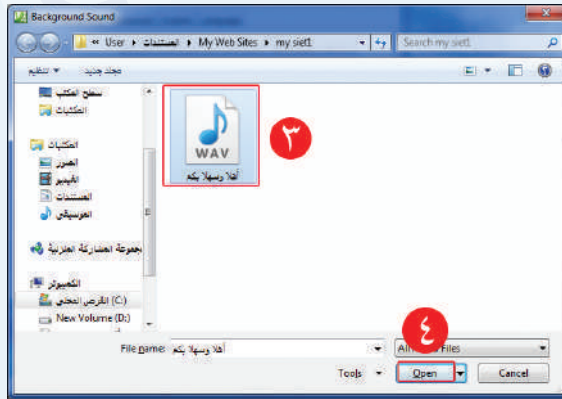 Background Sound
« User ▸ المستندات ▸ My Web Sites ▸ my siet1
Search my siet1
تنظيم ▾ مجلد جديد
سطح المكتب
المكتبات
المكتبات
الصور
الفيديو
المستندات
الموسيقى
مجموعة المشاركة المنزلية
الكمبيوتر
القرص المحلي (C:)
New Volume (D:)
WAV
أهلا وسهلا بكم
٣
File name: أهلا وسهلا بكم
Files
٤
Tools
Open
Cancel